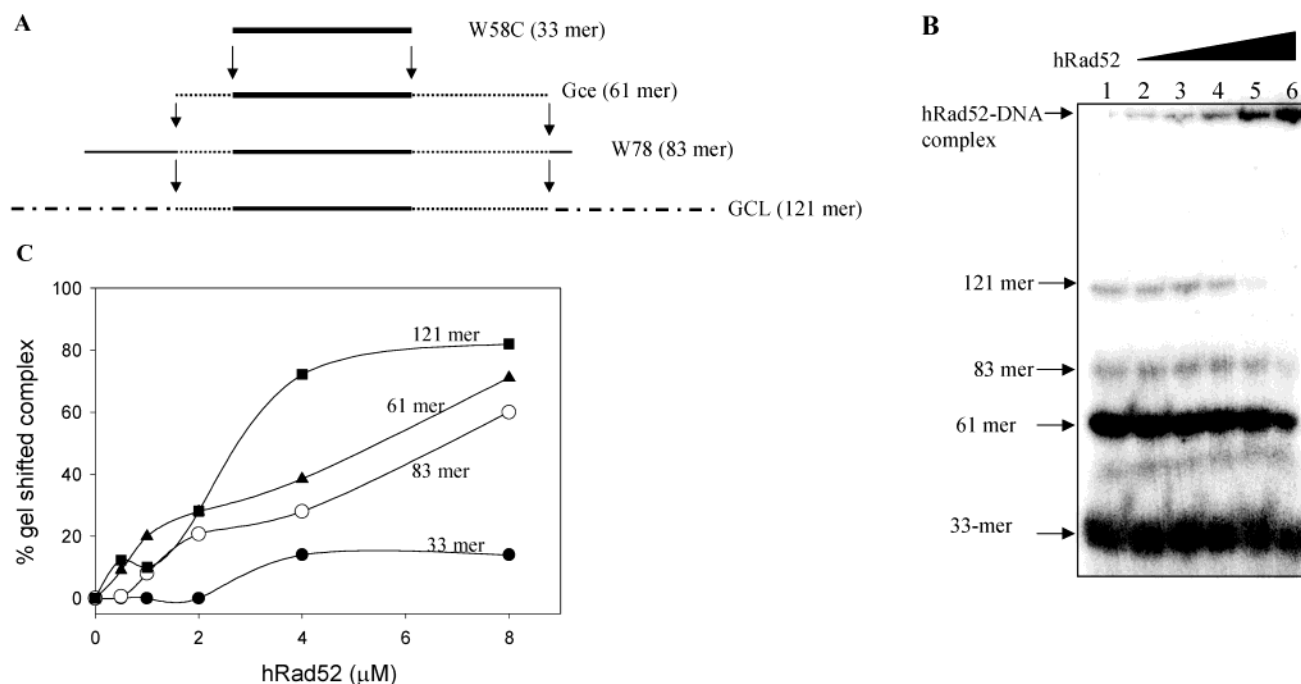 A
W58C (33 mer)
Gce (61 mer)
W78 (83 mer)
GCL (121 mer)
B
hRad52
1 2 3 4 5 6
hRad52-DNA
complex
121 mer
83 mer
61 mer
33-mer
C
100
80
60
40
20
0
% gel shifted complex
121 mer
61 mer
83 mer
33 mer
0 2 4 6 8
hRad52 (μM)